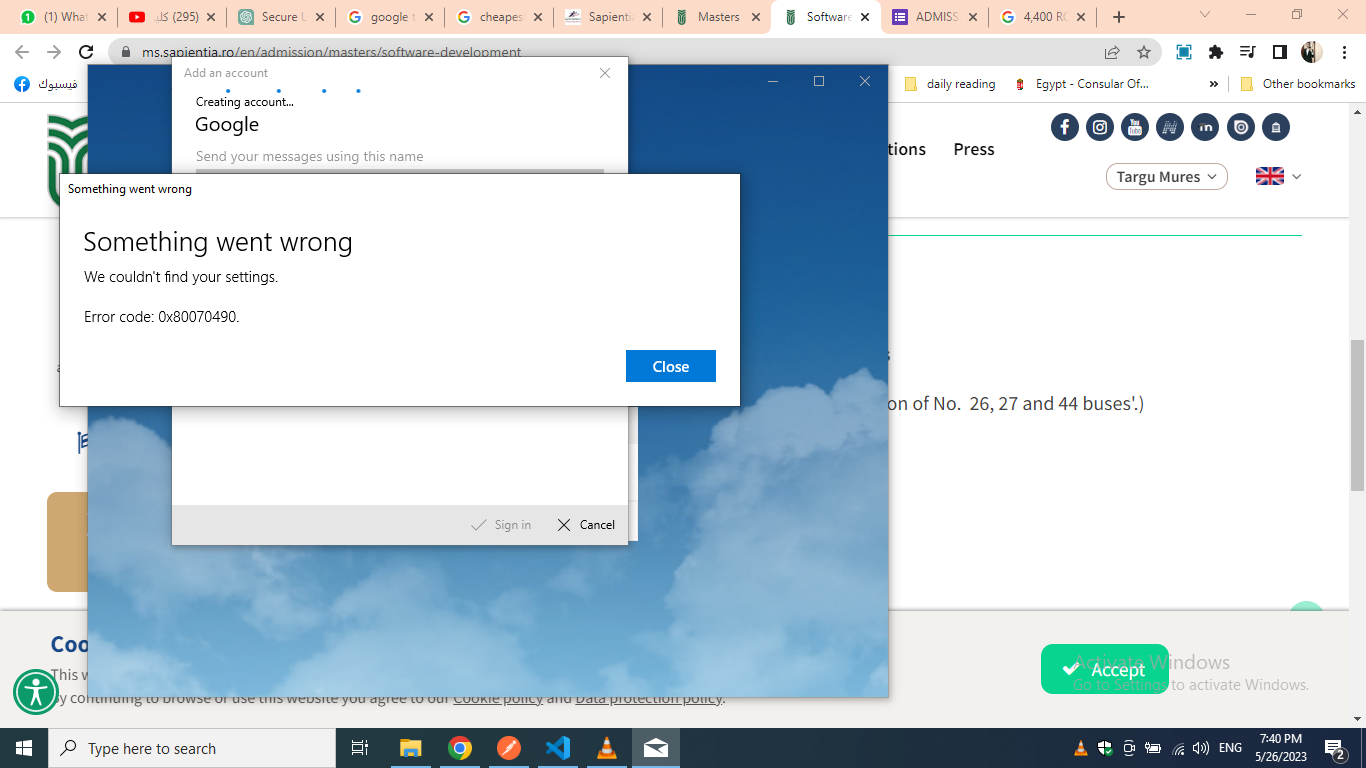 (1) What
(295) كلب
Secure U
google t
cheapes
Sapientia
Masters
Software
ADMISS
4,400 RO
ms.sapientia.ro/en/admission/masters/software-development
فيسبوك
daily reading
Egypt - Consular Of...
»
Other bookmarks
Add an account
Creating account...
Google
Send your messages using this name
Something went wrong
Something went wrong
We couldn't find your settings.
Error code: 0x80070490.
Close
Sign in
Cancel
tions
Press
Targu Mures
on of No. 26, 27 and 44 buses'.)
Coo
This w
By continuing to browse or use this website you agree to our Cookie policy and Data protection policy.
Accept
Activate Windows
Go to Settings to activate Windows.
Type here to search
ENG
7:40 PM
5/26/2023
2